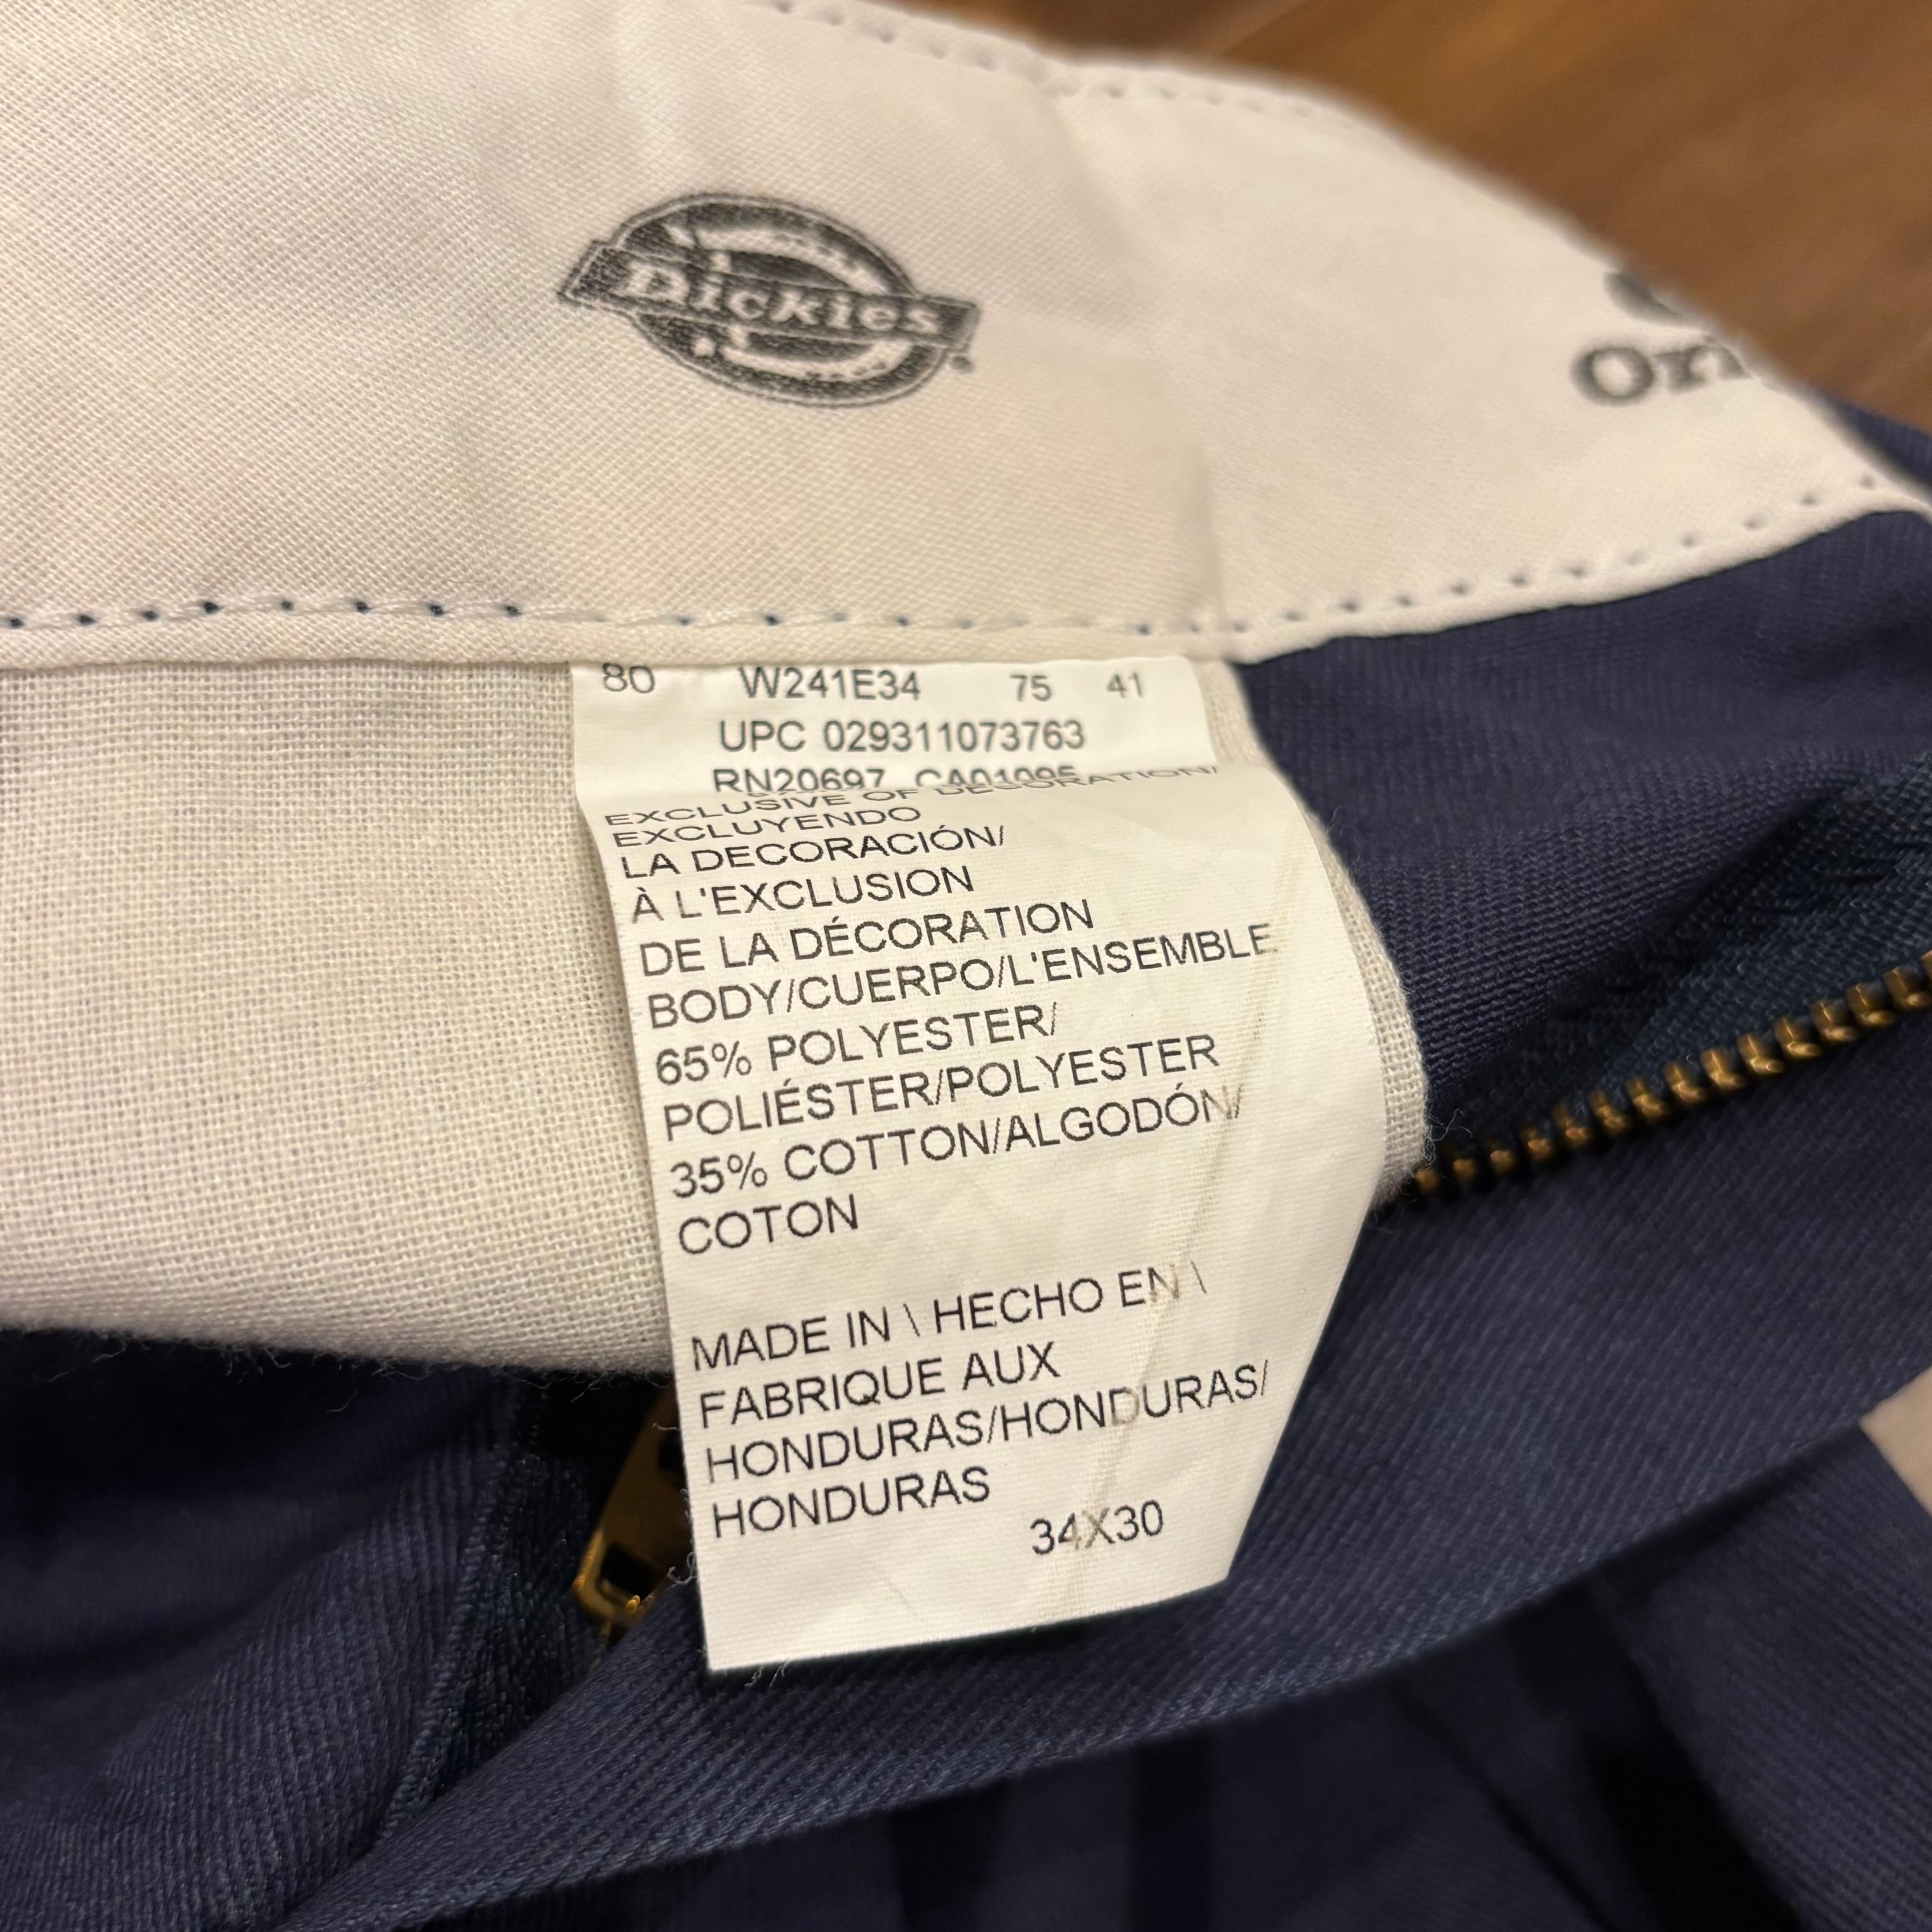 Dickies
80 W241E34 75 41
UPC 029311073763
RN20697 CA01095
EXCLUSIVE OF DECORATION/
EXCLUYENDO
LA DECORACIÓN/
À L'EXCLUSION
DE LA DÉCORATION
BODY/CUERPO/L'ENSEMBLE
65% POLYESTER/
POLIÉSTER/POLYESTER
35% COTTON/ALGODÓN/
COTON
MADE IN \ HECHO EN \
FABRIQUE AUX
HONDURAS/HONDURAS/
HONDURAS
34X30